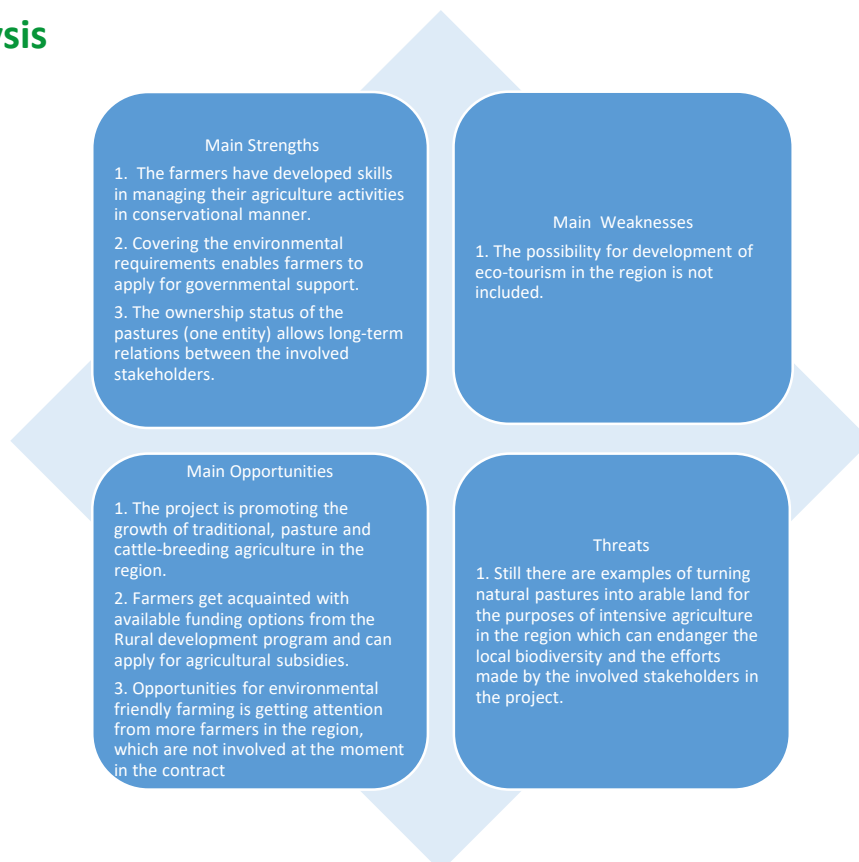 ysis
Main Strengths
1. The farmers have developed skills
in managing their agriculture activities
in conservational manner.
2. Covering the environmental
requirements enables farmers to
apply for governmental support.
3. The ownership status of the
pastures (one entity) allows long-term
relations between the involved
stakeholders.
Main Weaknesses
1. The possibility for development of
eco-tourism in the region is not
included.
Main Opportunities
1. The project is promoting the
growth of traditional, pasture and
cattle-breeding agriculture in the
region.
2. Farmers get acquainted with
available funding options from the
Rural development program and can
apply for agricultural subsidies.
3. Opportunities for environmental
friendly farming is getting attention
from more farmers in the region,
which are not involved at the moment
in the contract
Threats
1. Still there are examples of turning
natural pastures into arable land for
the purposes of intensive agriculture
in the region which can endanger the
local biodiversity and the efforts
made by the involved stakeholders in
the project.